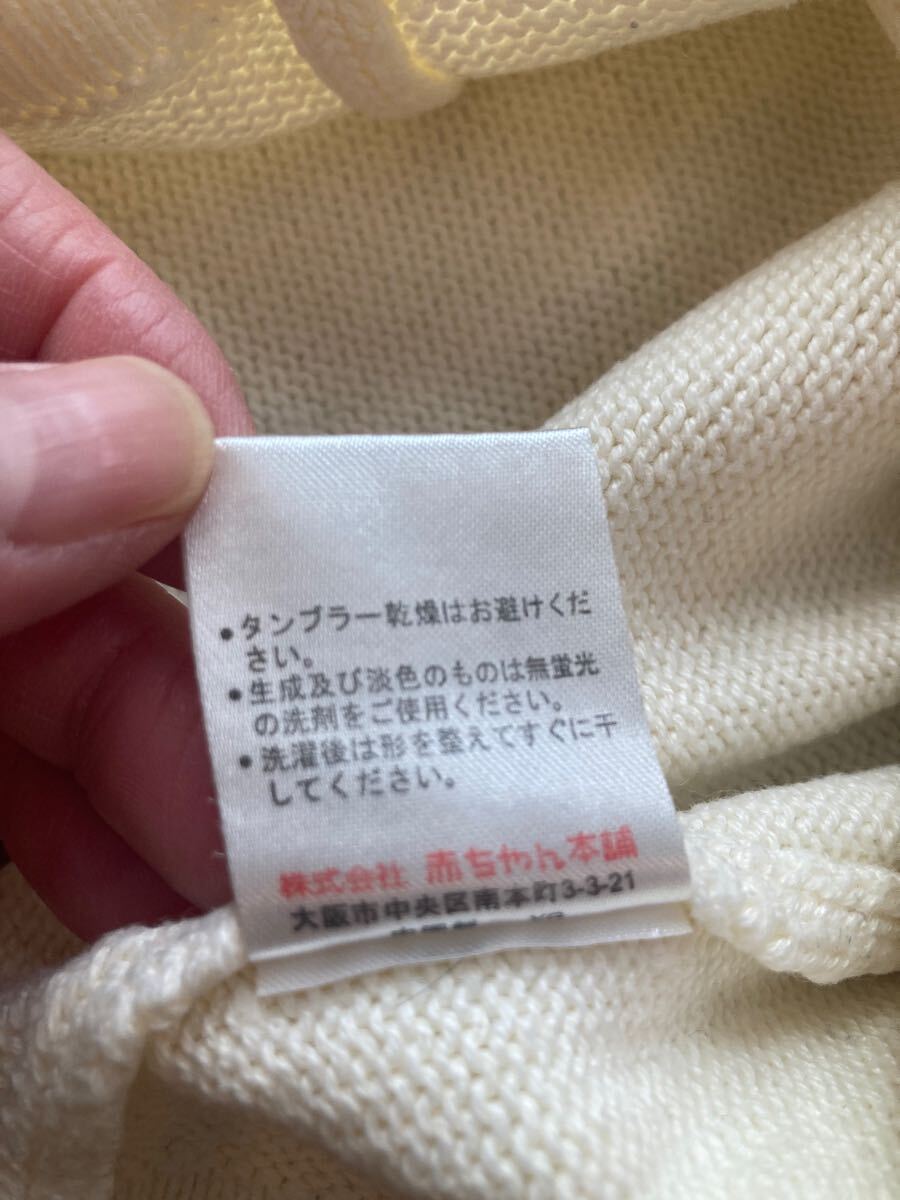 ●タンブラー乾燥はお避けくだ
さい。
●生成及び淡色のものは無蛍光
の洗剤をご使用ください。
●洗濯後は形を整えてすぐに干
してください。
株式会社 赤ちゃん本舗
大阪市中央区南本町3-3-21